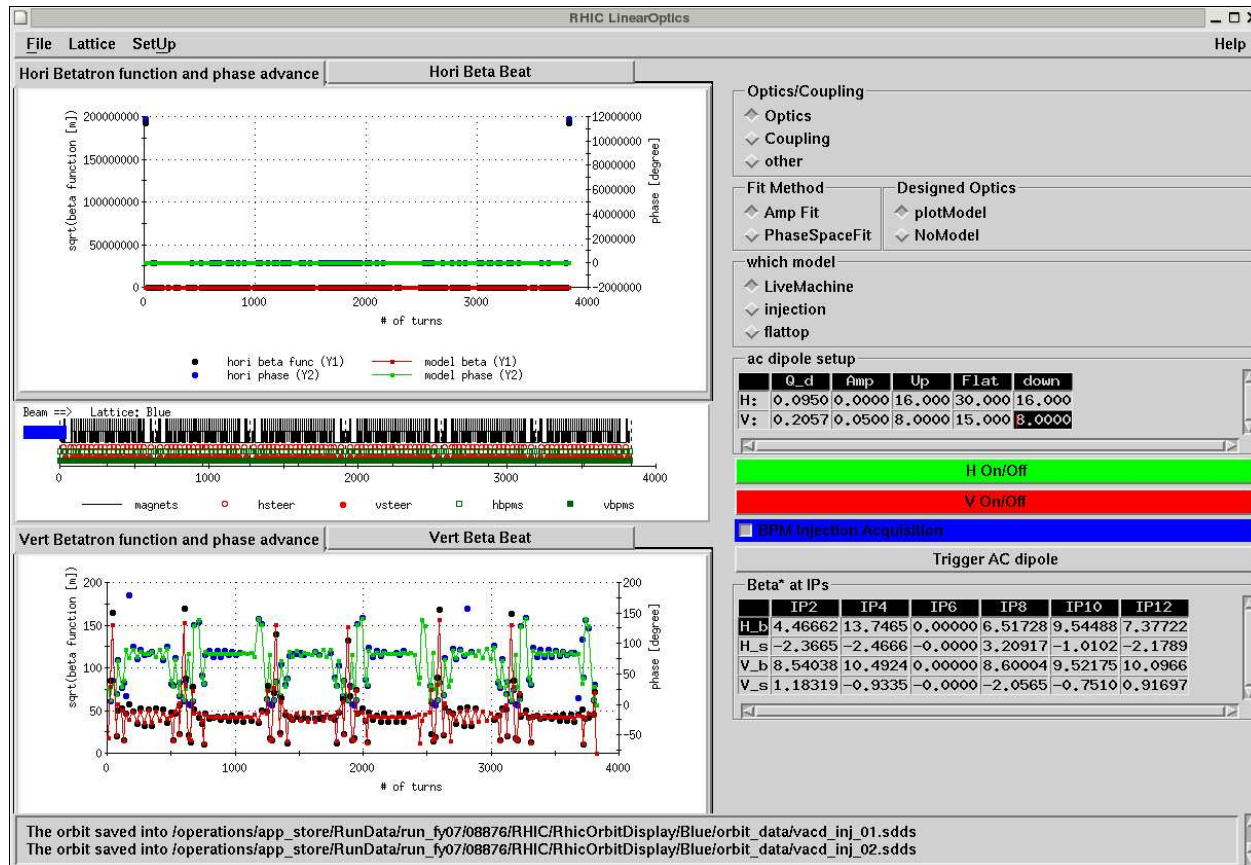 RHIC LinearOptics
File Lattice SetUp Help
Hori Betatron function and phase advance Hori Beta Beat
sqrt(beta function [m])
200000000
150000000
100000000
50000000
0
12000000
10000000
8000000
6000000
4000000
2000000
0
-2000000
phase [degree]
0 1000 2000 3000 4000
# of turns
hori beta func (Y1) model beta (Y1)
hori phase (Y2) model phase (Y2)
Beam ==> Lattice: Blue
0 1000 2000 3000 4000
magnets hsteer vsteer hbpms vbpms
Vert Betatron function and phase advance Vert Beta Beat
sqrt(beta function [m])
200
150
100
50
0
200
150
100
50
0
-50
phase [degree]
0 1000 2000 3000 4000
# of turns
Optics/Coupling
Optics
Coupling
other
Fit Method Designed Optics
Amp Fit plotModel
PhaseSpaceFit NoModel
which model
LiveMachine
injection
flattop
ac dipole setup
Q_d Amp Up Flat down
H: 0.0950 0.0000 16.000 30.000 16.000
V: 0.2057 0.0500 8.0000 15.000 8.0000
H On/Off
V On/Off
BPM Injection Acquisition
Trigger AC dipole
Beta* at IPs
IP2 IP4 IP6 IP8 IP10 IP12
H_b 4.46662 13.7465 0.00000 6.51728 9.54488 7.37722
H_s -2.3665 -2.4666 -0.0000 3.20917 -1.0102 -2.1789
V_b 8.54038 10.4924 0.00000 8.60004 9.52175 10.0966
V_s 1.18319 -0.9335 -0.0000 -2.0565 -0.7510 0.91697
The orbit saved into /operations/app_store/RunData/run_fy07/08876/RHIC/RhicOrbitDisplay/Blue/orbit_data/vacd_inj_01.sdds
The orbit saved into /operations/app_store/RunData/run_fy07/08876/RHIC/RhicOrbitDisplay/Blue/orbit_data/vacd_inj_02.sdds